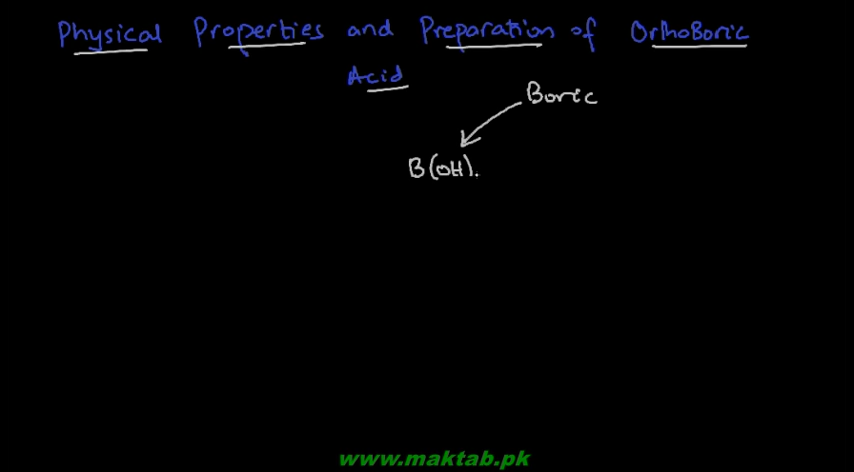 Physical Properties and Preparation of OrthoBoric
Acid
Boric
B(OH).
www.maktab.pk